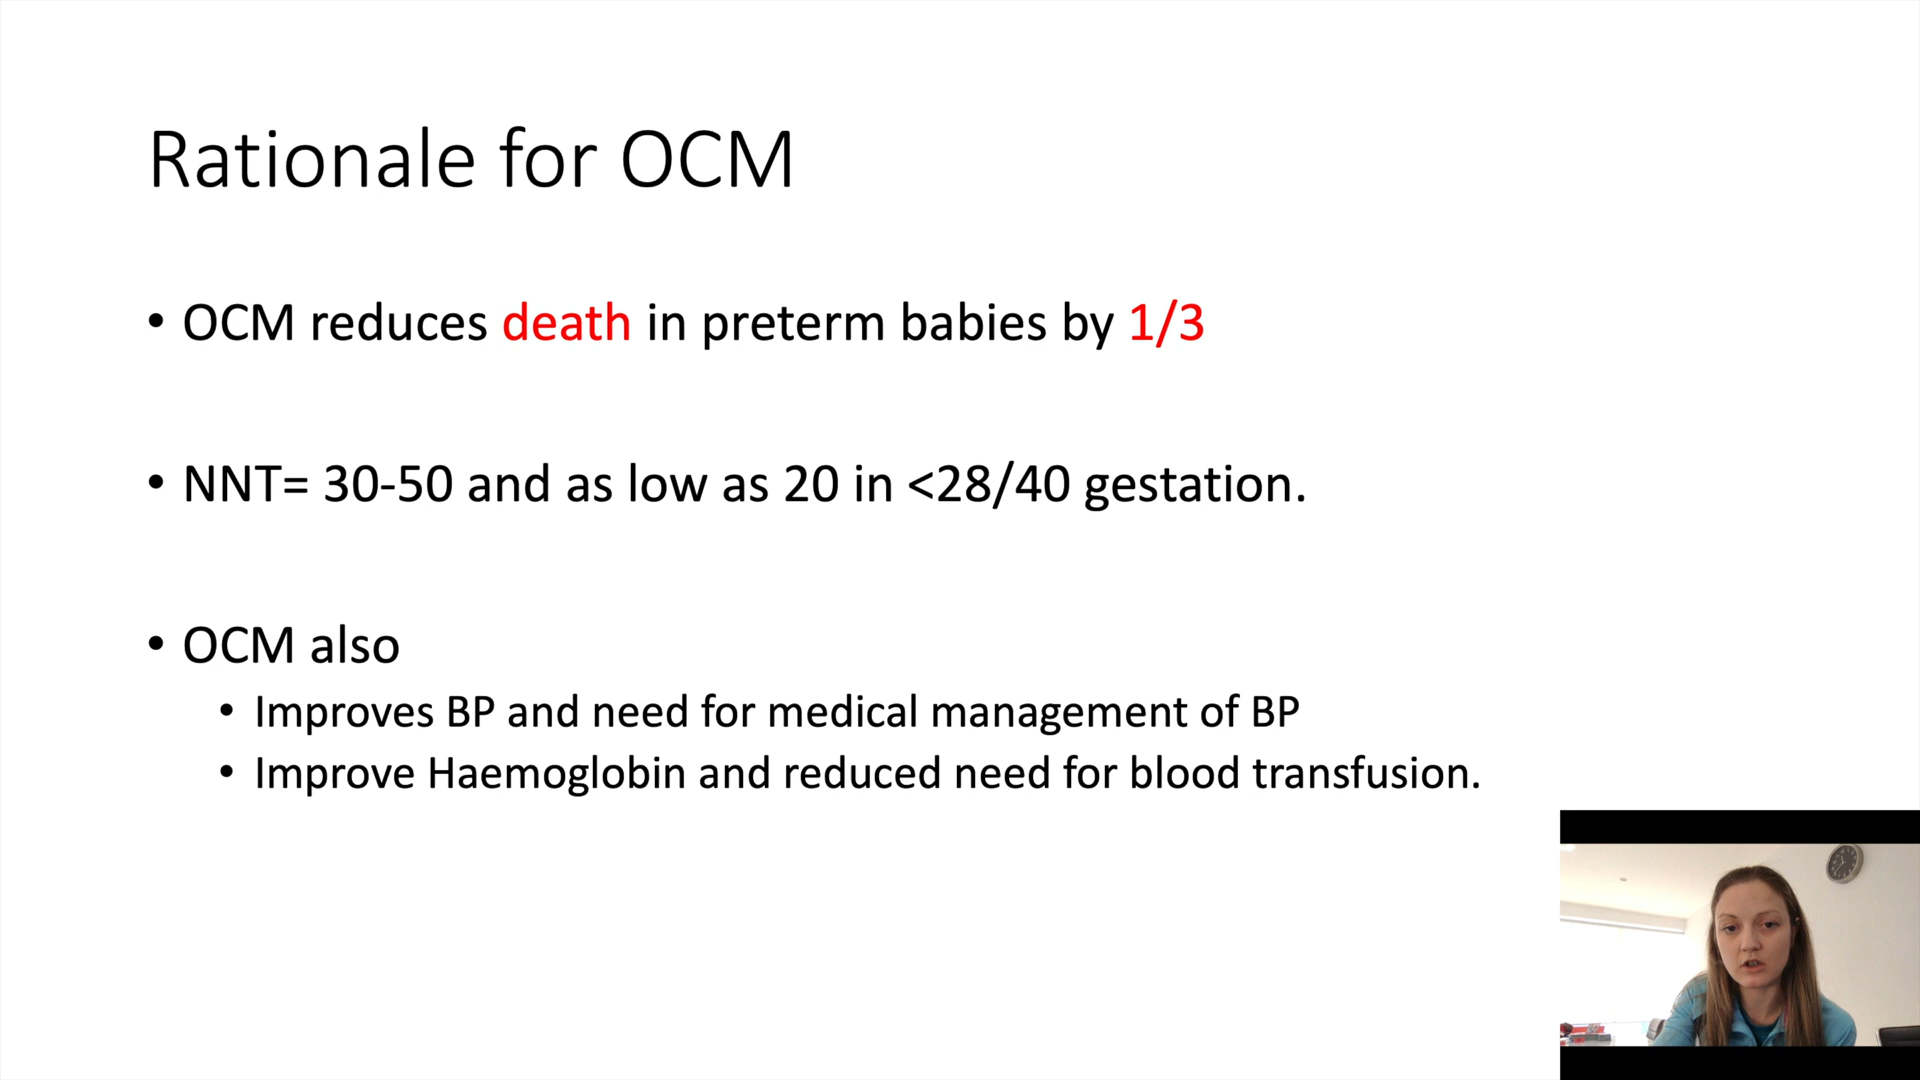 Rationale for OCM
• OCM reduces death in preterm babies by 1/3
• NNT= 30-50 and as low as 20 in <28/40 gestation.
• OCM also
• Improves BP and need for medical management of BP
• Improve Haemoglobin and reduced need for blood transfusion.